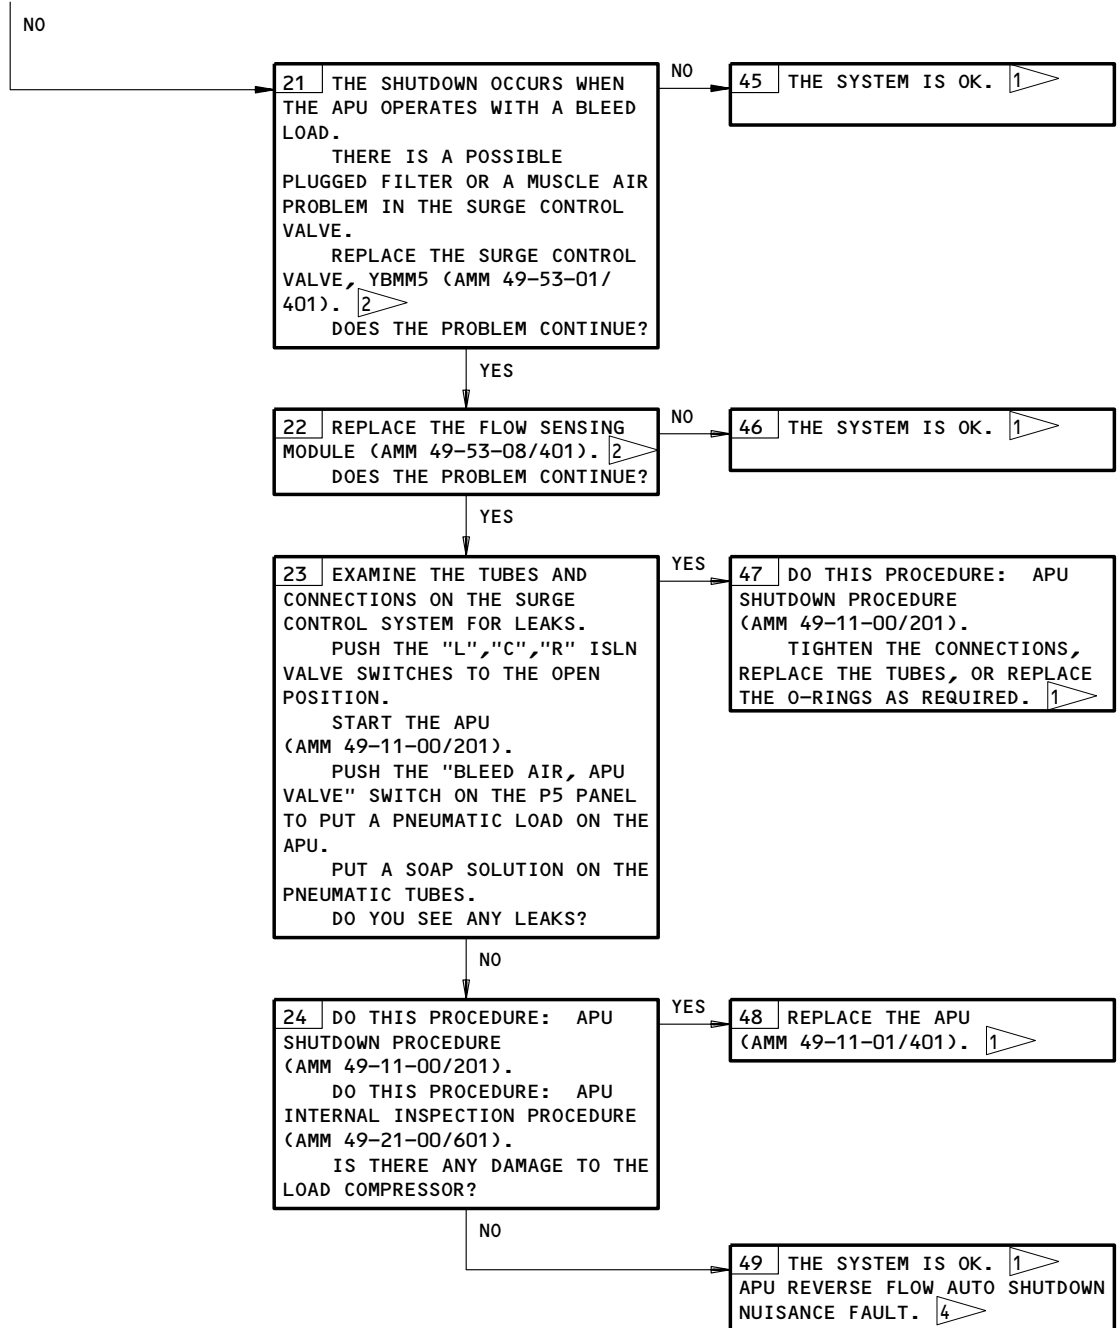 NO
21 THE SHUTDOWN OCCURS WHEN
THE APU OPERATES WITH A BLEED
LOAD.
THERE IS A POSSIBLE
PLUGGED FILTER OR A MUSCLE AIR
PROBLEM IN THE SURGE CONTROL
VALVE.
REPLACE THE SURGE CONTROL
VALVE, YBMM5 (AMM 49-53-01/
401). 2
DOES THE PROBLEM CONTINUE?
NO
45 THE SYSTEM IS OK. 1
YES
22 REPLACE THE FLOW SENSING
MODULE (AMM 49-53-08/401). 2
DOES THE PROBLEM CONTINUE?
NO
46 THE SYSTEM IS OK. 1
YES
23 EXAMINE THE TUBES AND
CONNECTIONS ON THE SURGE
CONTROL SYSTEM FOR LEAKS.
PUSH THE "L","C","R" ISLN
VALVE SWITCHES TO THE OPEN
POSITION.
START THE APU
(AMM 49-11-00/201).
PUSH THE "BLEED AIR, APU
VALVE" SWITCH ON THE P5 PANEL
TO PUT A PNEUMATIC LOAD ON THE
APU.
PUT A SOAP SOLUTION ON THE
PNEUMATIC TUBES.
DO YOU SEE ANY LEAKS?
YES
47 DO THIS PROCEDURE: APU
SHUTDOWN PROCEDURE
(AMM 49-11-00/201).
TIGHTEN THE CONNECTIONS,
REPLACE THE TUBES, OR REPLACE
THE O-RINGS AS REQUIRED. 1
NO
24 DO THIS PROCEDURE: APU
SHUTDOWN PROCEDURE
(AMM 49-11-00/201).
DO THIS PROCEDURE: APU
INTERNAL INSPECTION PROCEDURE
(AMM 49-21-00/601).
IS THERE ANY DAMAGE TO THE
LOAD COMPRESSOR?
YES
48 REPLACE THE APU
(AMM 49-11-01/401). 1
NO
49 THE SYSTEM IS OK. 1
APU REVERSE FLOW AUTO SHUTDOWN
NUISANCE FAULT. 4